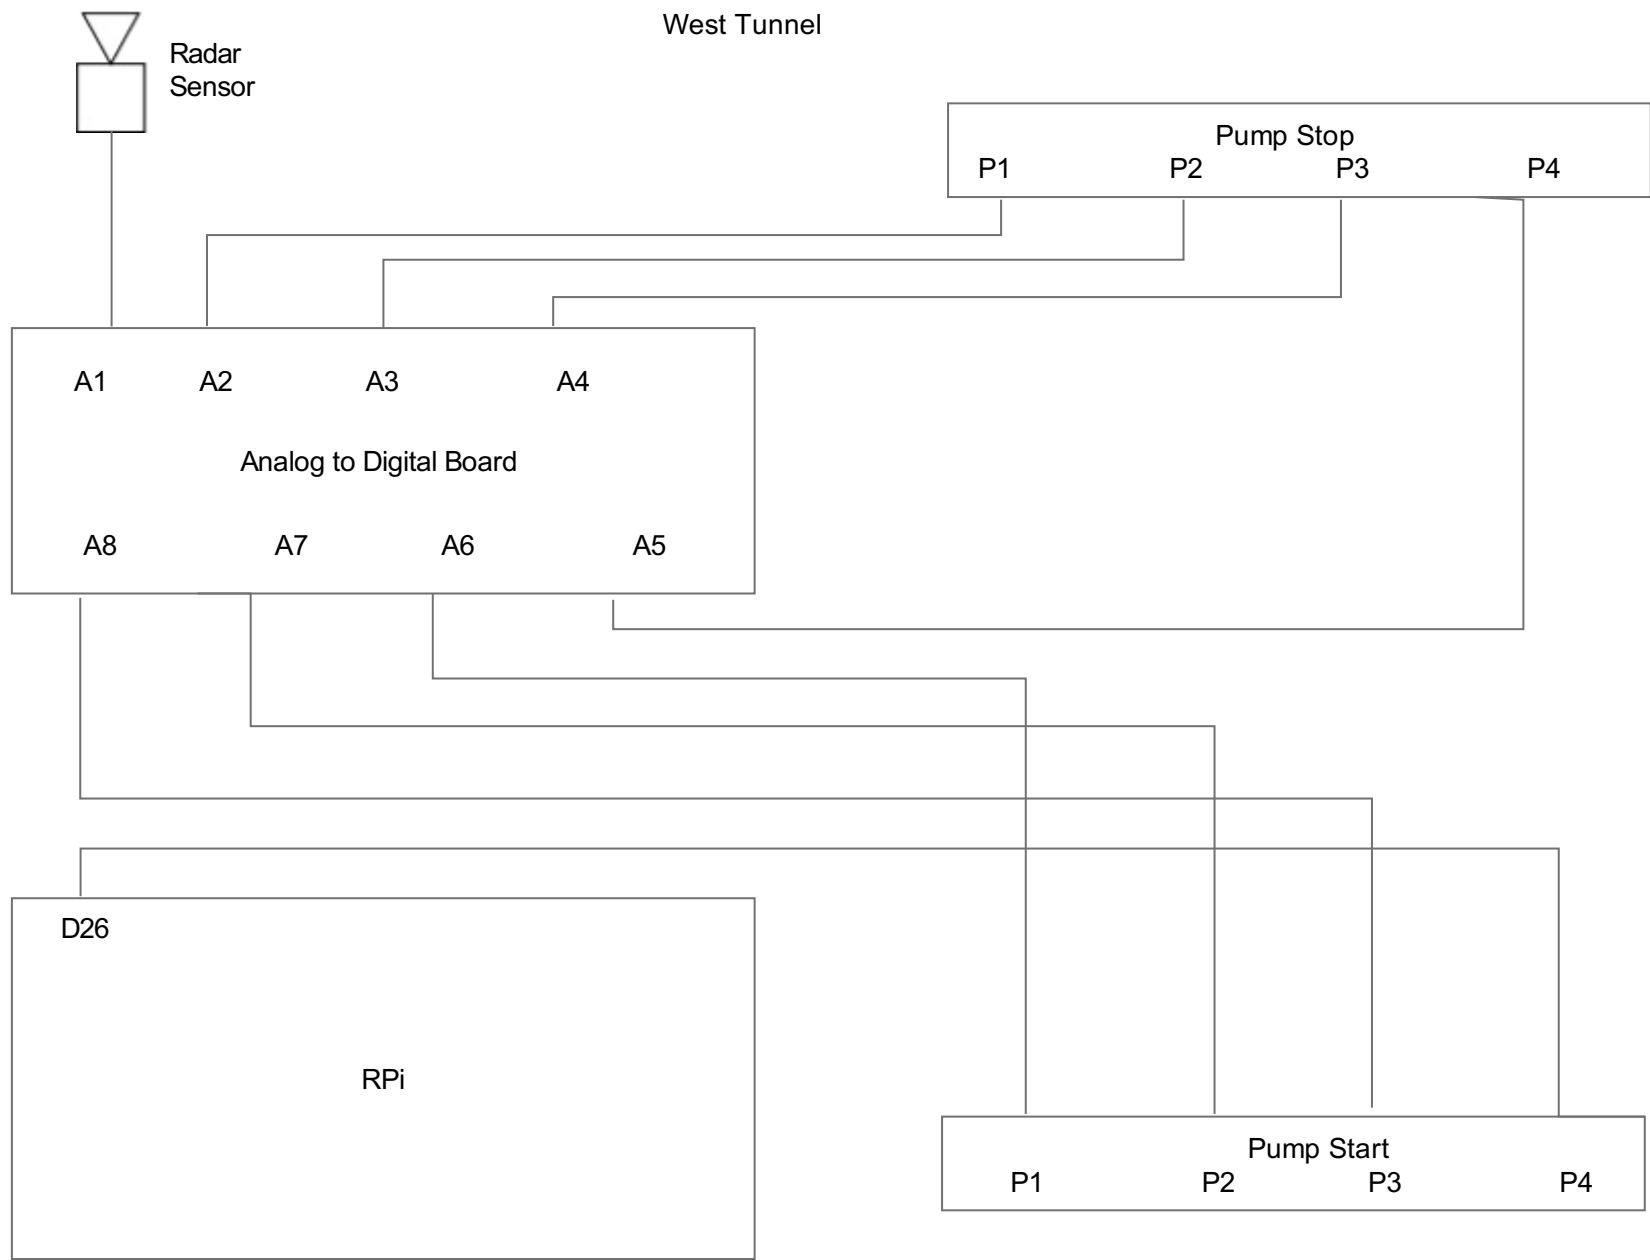 West Tunnel
Radar
Sensor
Pump Stop
P1 P2 P3 P4
A1 A2 A3 A4
Analog to Digital Board
A8 A7 A6 A5
D26
RPi
Pump Start
P1 P2 P3 P4